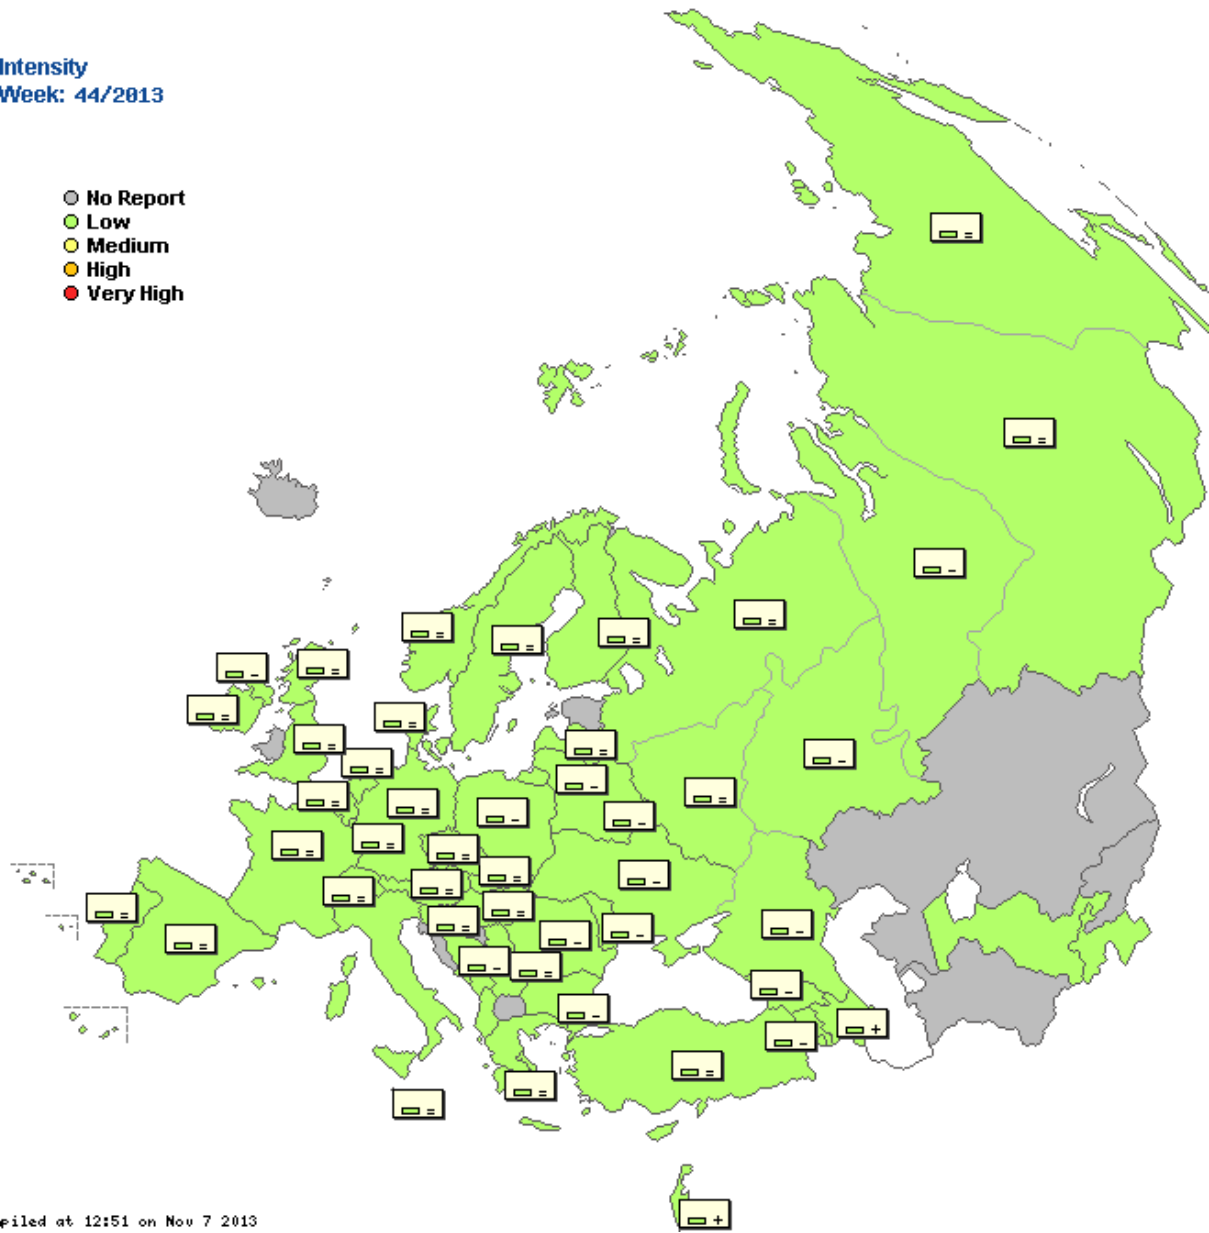 Intensity
Week: 44/2013
No Report
Low
Medium
High
Very High
piled at 12:51 on Nov 7 2013